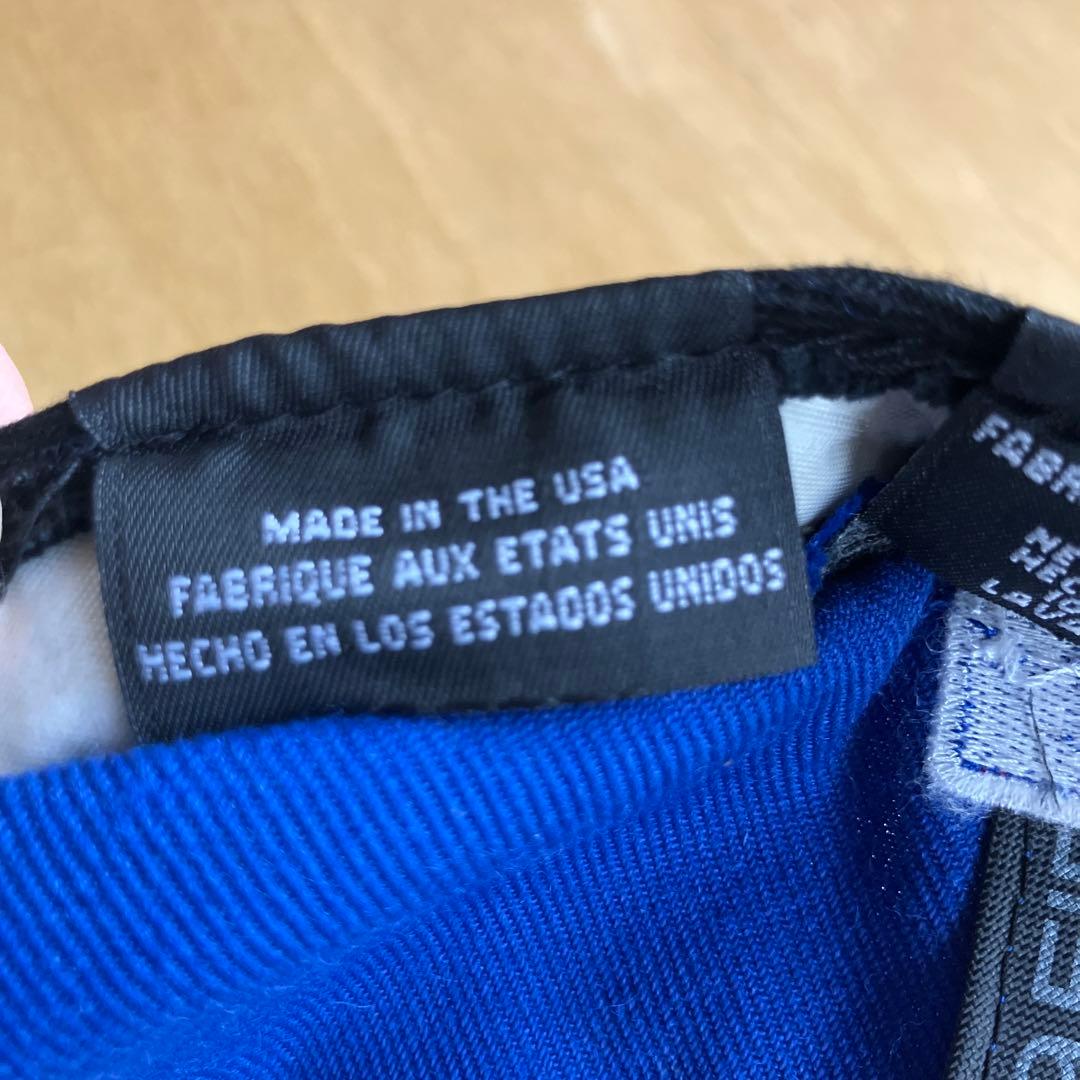 MADE IN THE USA
FABRIQUE AUX ETATS UNIS
HECHO EN LOS ESTADOS UNIDOS